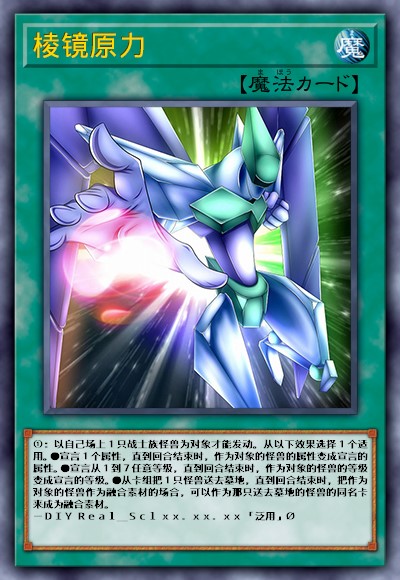 棱镜原力
魔
【魔法カード】
まほう
①：以自己场上１只战士族怪兽为对象才能发动。从以下效果选择１个适
用。●宣言１个属性，直到回合结束时，作为对象的怪兽的属性变成宣言的
属性。●宣言从１到７任意等级，直到回合结束时，作为对象的怪兽的等级
变成宣言的等级。●从卡组把１只怪兽送去墓地，直到回合结束时，把作为
对象的怪兽作为融合素材的场合，可以作为那只送去墓地的怪兽的同名卡
来成为融合素材。
－ＤＩＹＲｅａｌ＿Ｓｃｌｘｘ．ｘｘ．ｘｘ「泛用」Ø